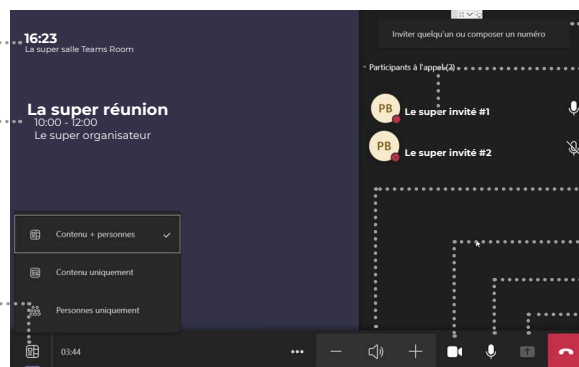 16:23
La super salle Teams Room
La super réunion
10:00 - 12:00
Le super organisateur
Contenu + personnes
Contenu uniquement
Personnes uniquement
03:44
Inviter quelqu'un ou composer un numéro
Participants à l'appel (2)
PB
Le super invité #1
PB
Le super invité #2